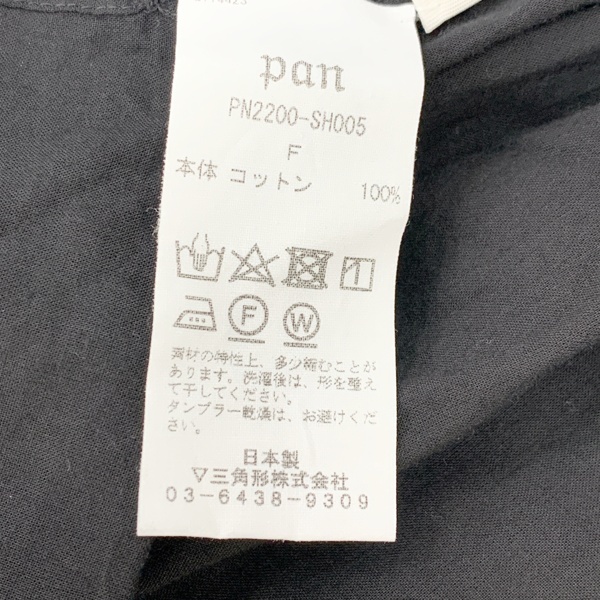 pan
PN2200-SH005
F
本体 コットン 100%
F W
素材の特性上、多少縮むことが
あります。洗濯後は、形を整え
て干してください。
タンブラー乾燥は、お避けくだ
さい。
日本製
▽三角形株式会社
03-6438-9309